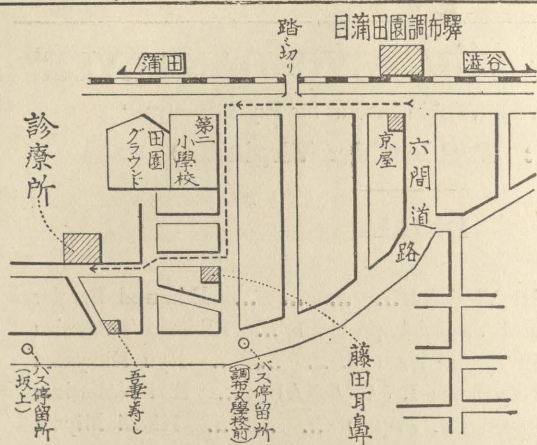 目蒲田園調布驛
澁谷
踏ミ切リ
蒲田
六間道路
京屋
第二
小學校
田園
グラウンド
診療所
藤田耳鼻
バス停留所
(調布女學校前)
吾妻寿し
バス停留所
(坂上)